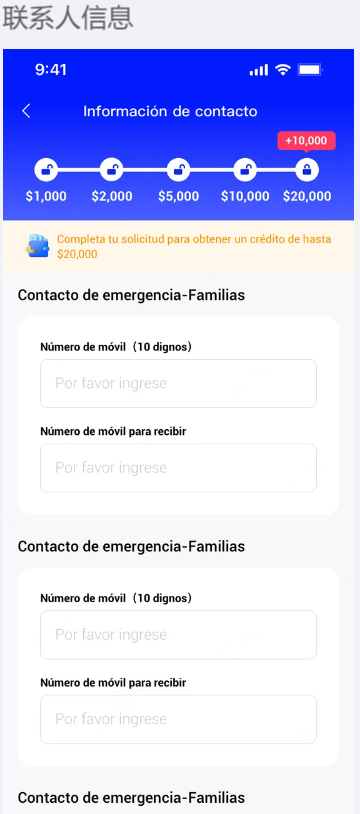 联系人信息
9:41
Información de contacto
+10,000
$1,000 $2,000 $5,000 $10,000 $20,000
Completa tu solicitud para obtener un crédito de hasta
$20,000
Contacto de emergencia-Familias
Número de móvil（10 dignos）
Por favor ingrese
Número de móvil para recibir
Por favor ingrese
Contacto de emergencia-Familias
Número de móvil（10 dignos）
Por favor ingrese
Número de móvil para recibir
Por favor ingrese
Contacto de emergencia-Familias